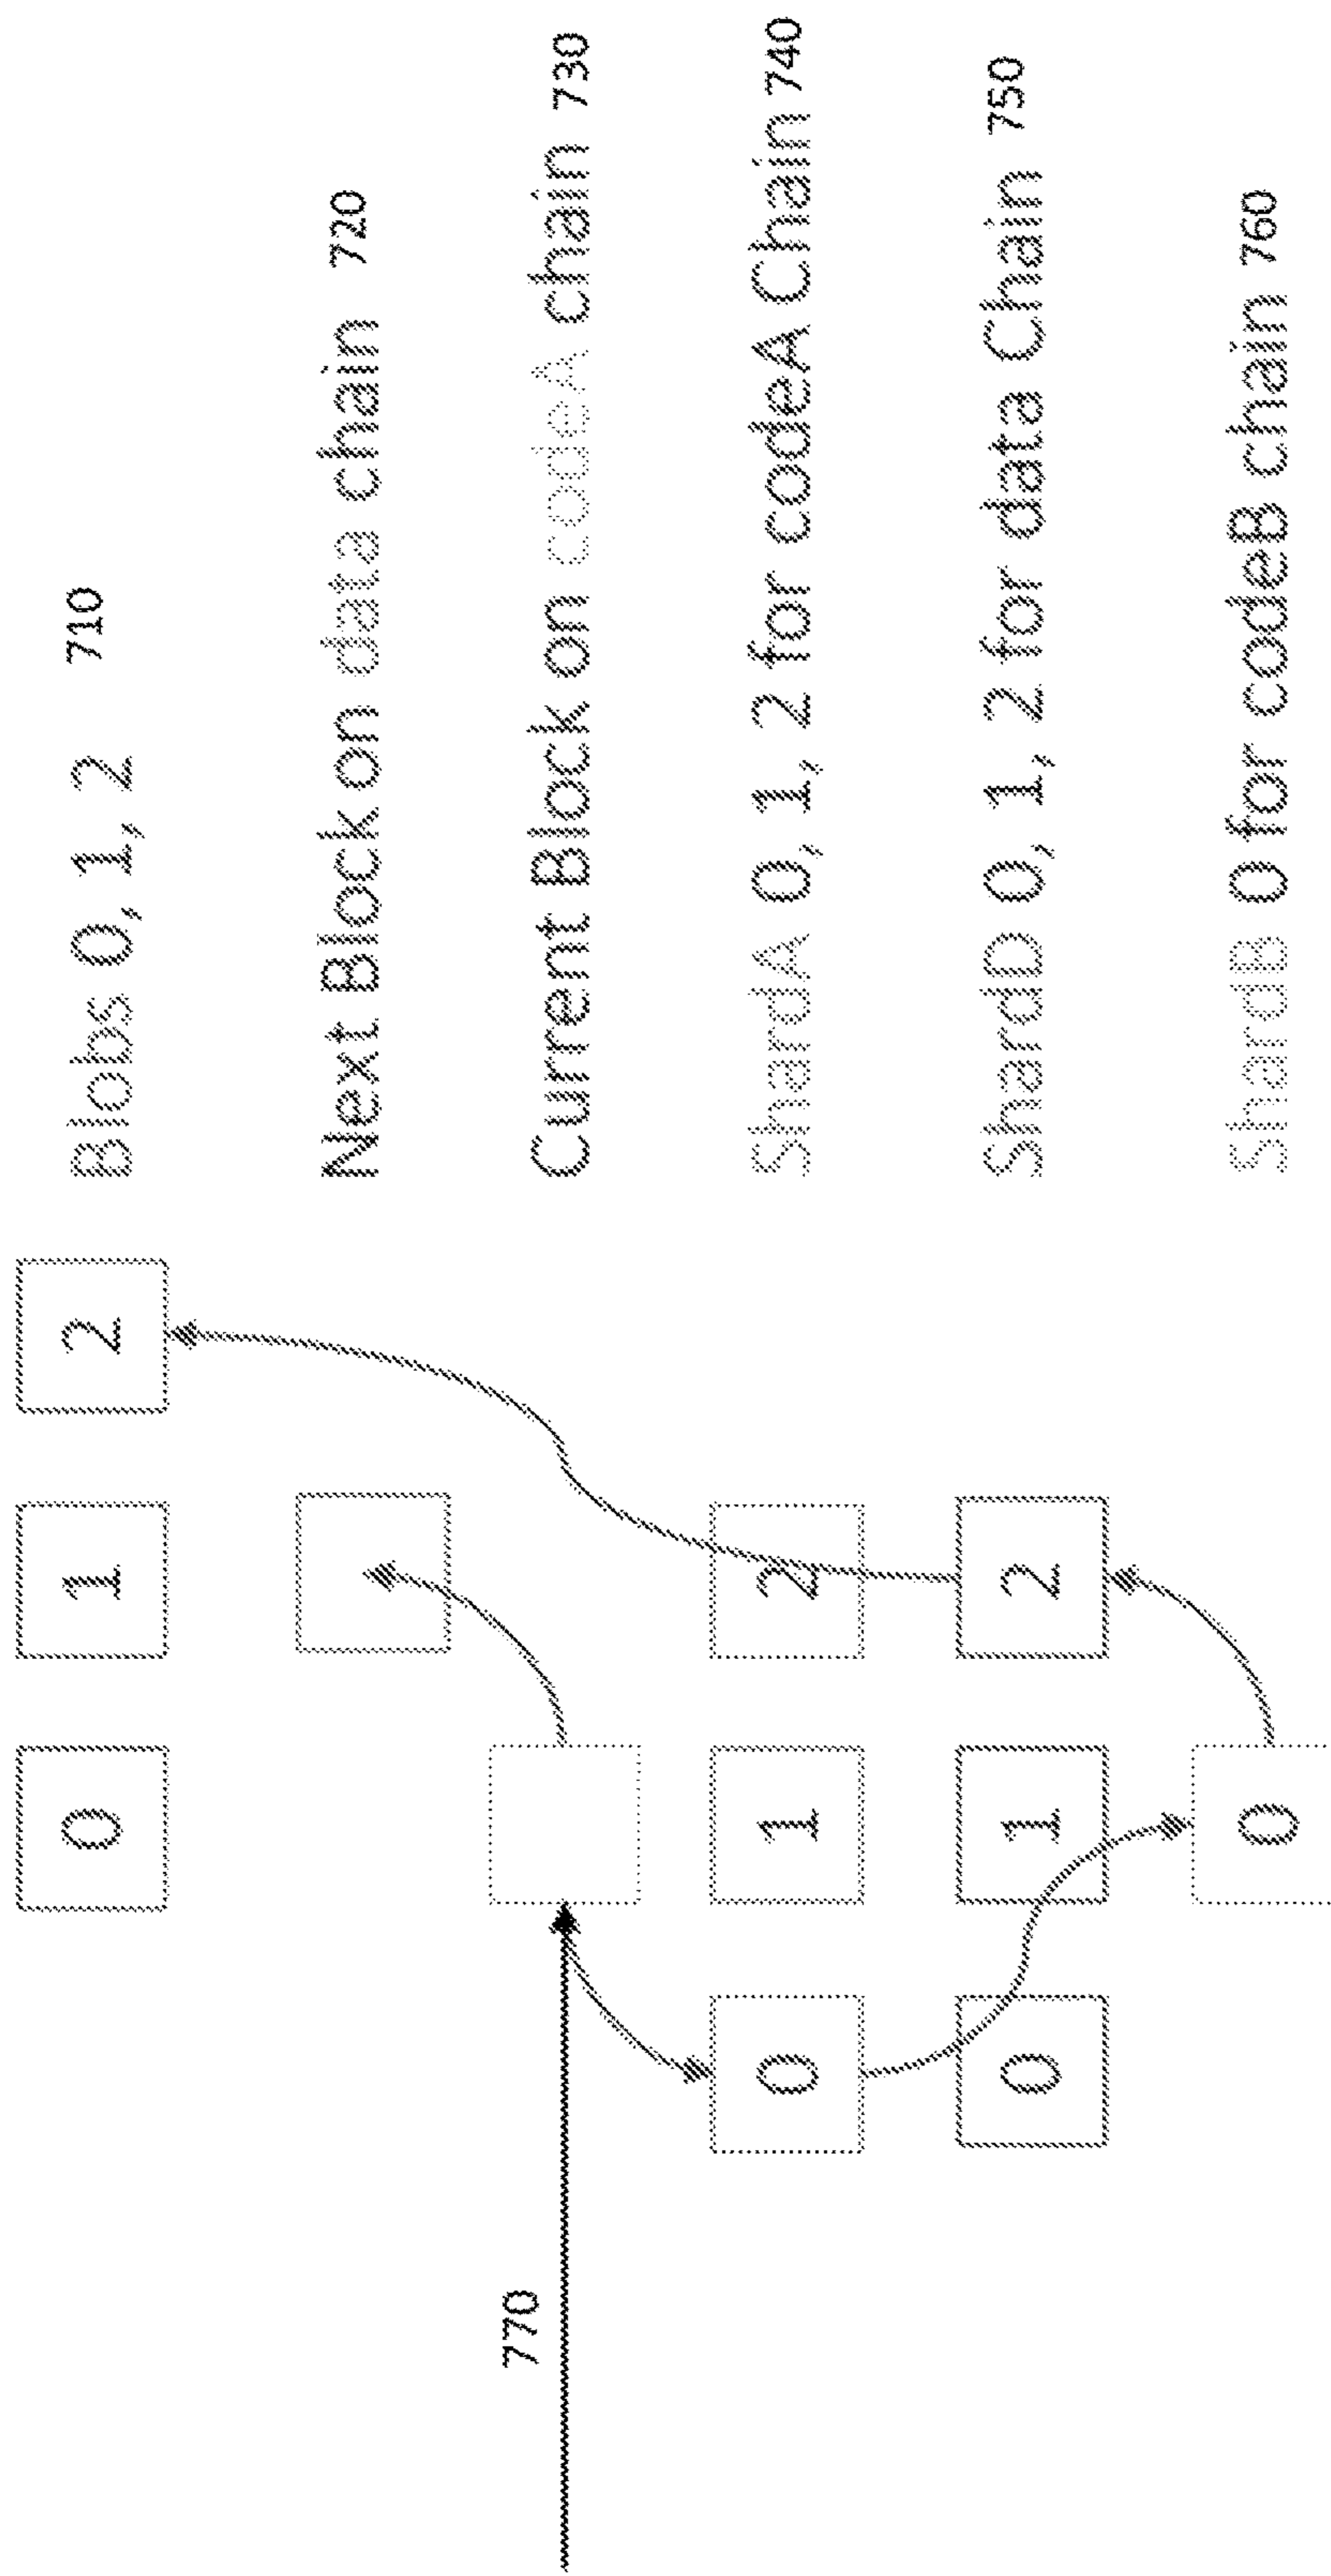 0 1 2 Blobs 0, 1, 2 710
Next Block on data chain 720
770
Current Block on codeA chain 730
0 1 2 ShardA 0, 1, 2 for codeA Chain 740
0 1 2 ShardD 0, 1, 2 for data Chain 750
0 ShardB 0 for codeB chain 760